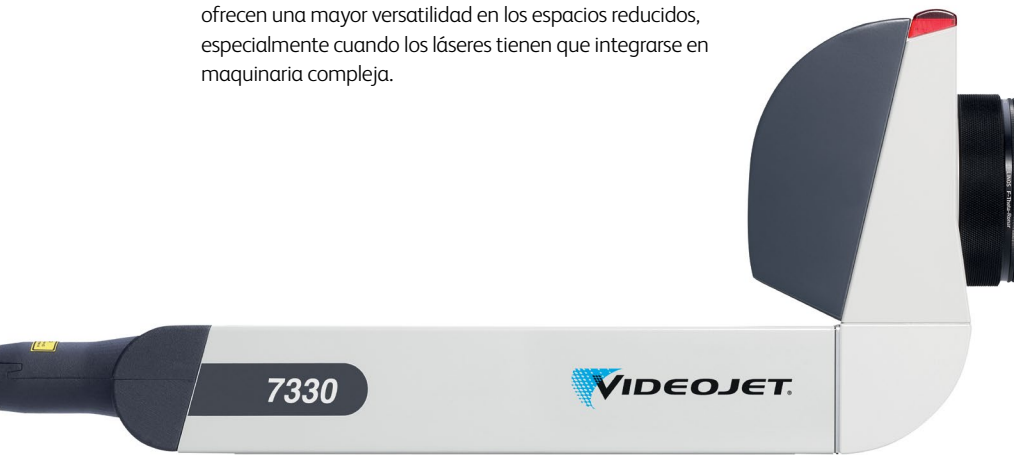 ofrecen una mayor versatilidad en los espacios reducidos,
especialmente cuando los láseres tienen que integrarse en
maquinaria compleja.
7330
VIDEOJET.